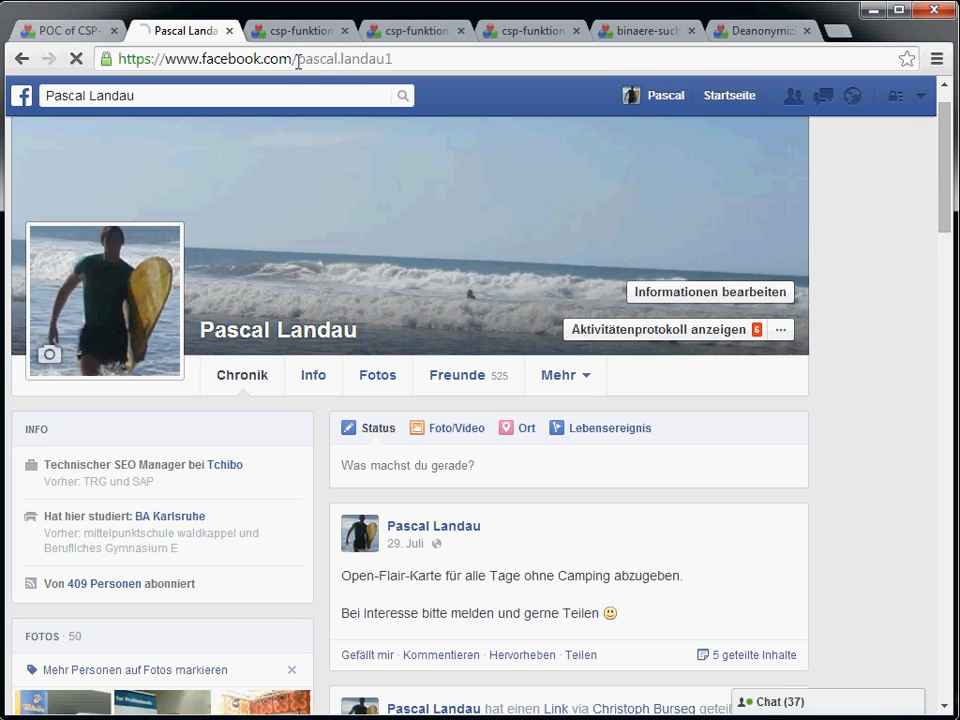 POC of CSP-
Pascal Landa
csp-funktion
csp-funktion
csp-funktion
binaere-such
Deanonymizi
https://www.facebook.com/pascal.landau1
Pascal Landau
Pascal
Startseite
Informationen bearbeiten
Pascal Landau
Aktivitätenprotokoll anzeigen 6 ...
Chronik
Info
Fotos
Freunde 525
Mehr
INFO
Technischer SEO Manager bei Tchibo
Vorher: TRG und SAP
Hat hier studiert: BA Karlsruhe
Vorher: mittelpunktschule waldkappel und
Berufliches Gymnasium E
Von 409 Personen abonniert
FOTOS · 50
Mehr Personen auf Fotos markieren
Status
Foto/Video
Ort
Lebensereignis
Was machst du gerade?
Pascal Landau
29. Juli
Open-Flair-Karte für alle Tage ohne Camping abzugeben.
Bei Interesse bitte melden und gerne Teilen
Gefällt mir · Kommentieren · Hervorheben · Teilen
5 geteilte Inhalte
Pascal Landau hat einen Link via Christoph Burseg geteil
Chat (37)